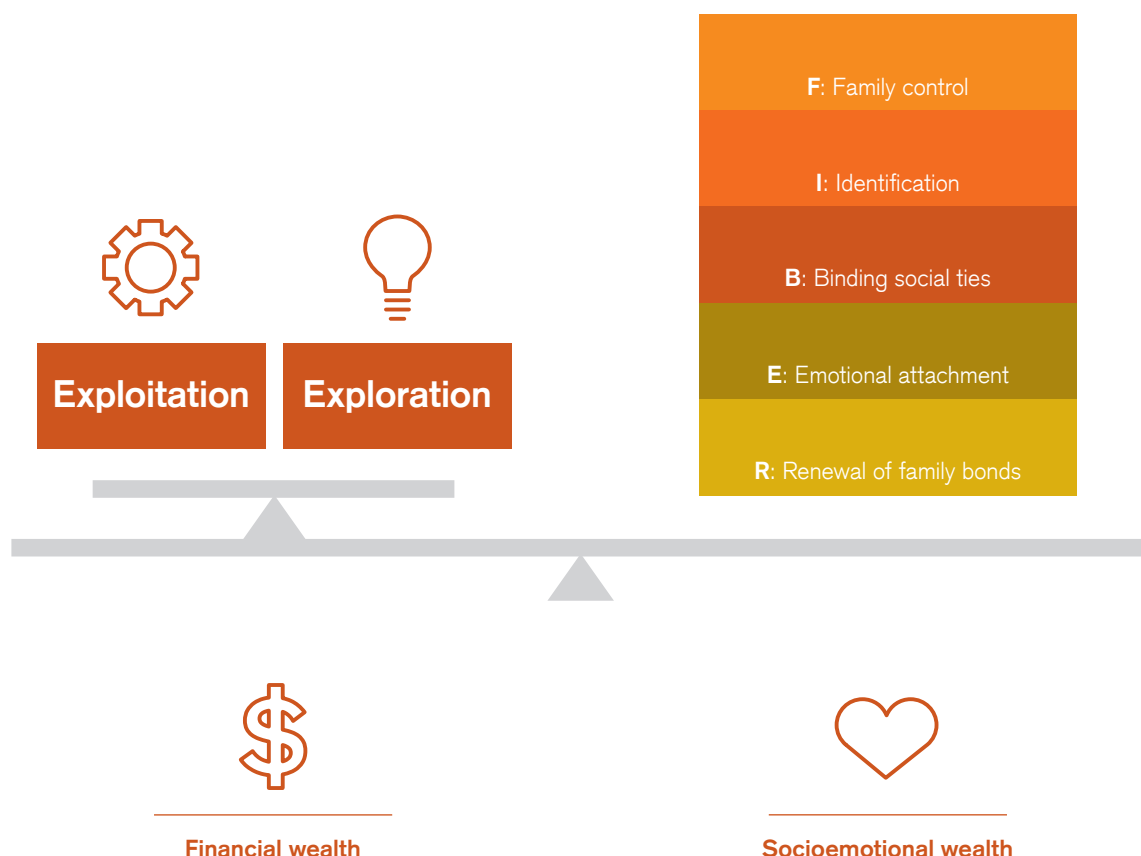 F: Family control
I: Identification
B: Binding social ties
E: Emotional attachment
R: Renewal of family bonds
Exploitation
Exploration
Financial wealth
Socioemotional wealth